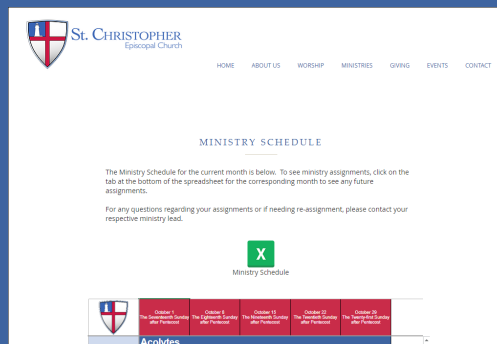 St. Christopher
Episcopal Church
HOME ABOUT US WORSHIP MINISTRIES GIVING EVENTS CONTACT
MINISTRY SCHEDULE
The Ministry Schedule for the current month is below. To see ministry assignments, click on the
tab at the bottom of the spreadsheet for the corresponding month to see any future
assignments.
For any questions regarding your assignments or if needing re-assignment, please contact your
respective ministry lead.
X
Ministry Schedule
October 1 October 8 October 15 October 22 October 29
The Seventeenth Sunday The Eighteenth Sunday The Nineteenth Sunday The Twentieth Sunday The Twenty-first Sunday
after Pentecost after Pentecost after Pentecost after Pentecost after Pentecost
Acolytes